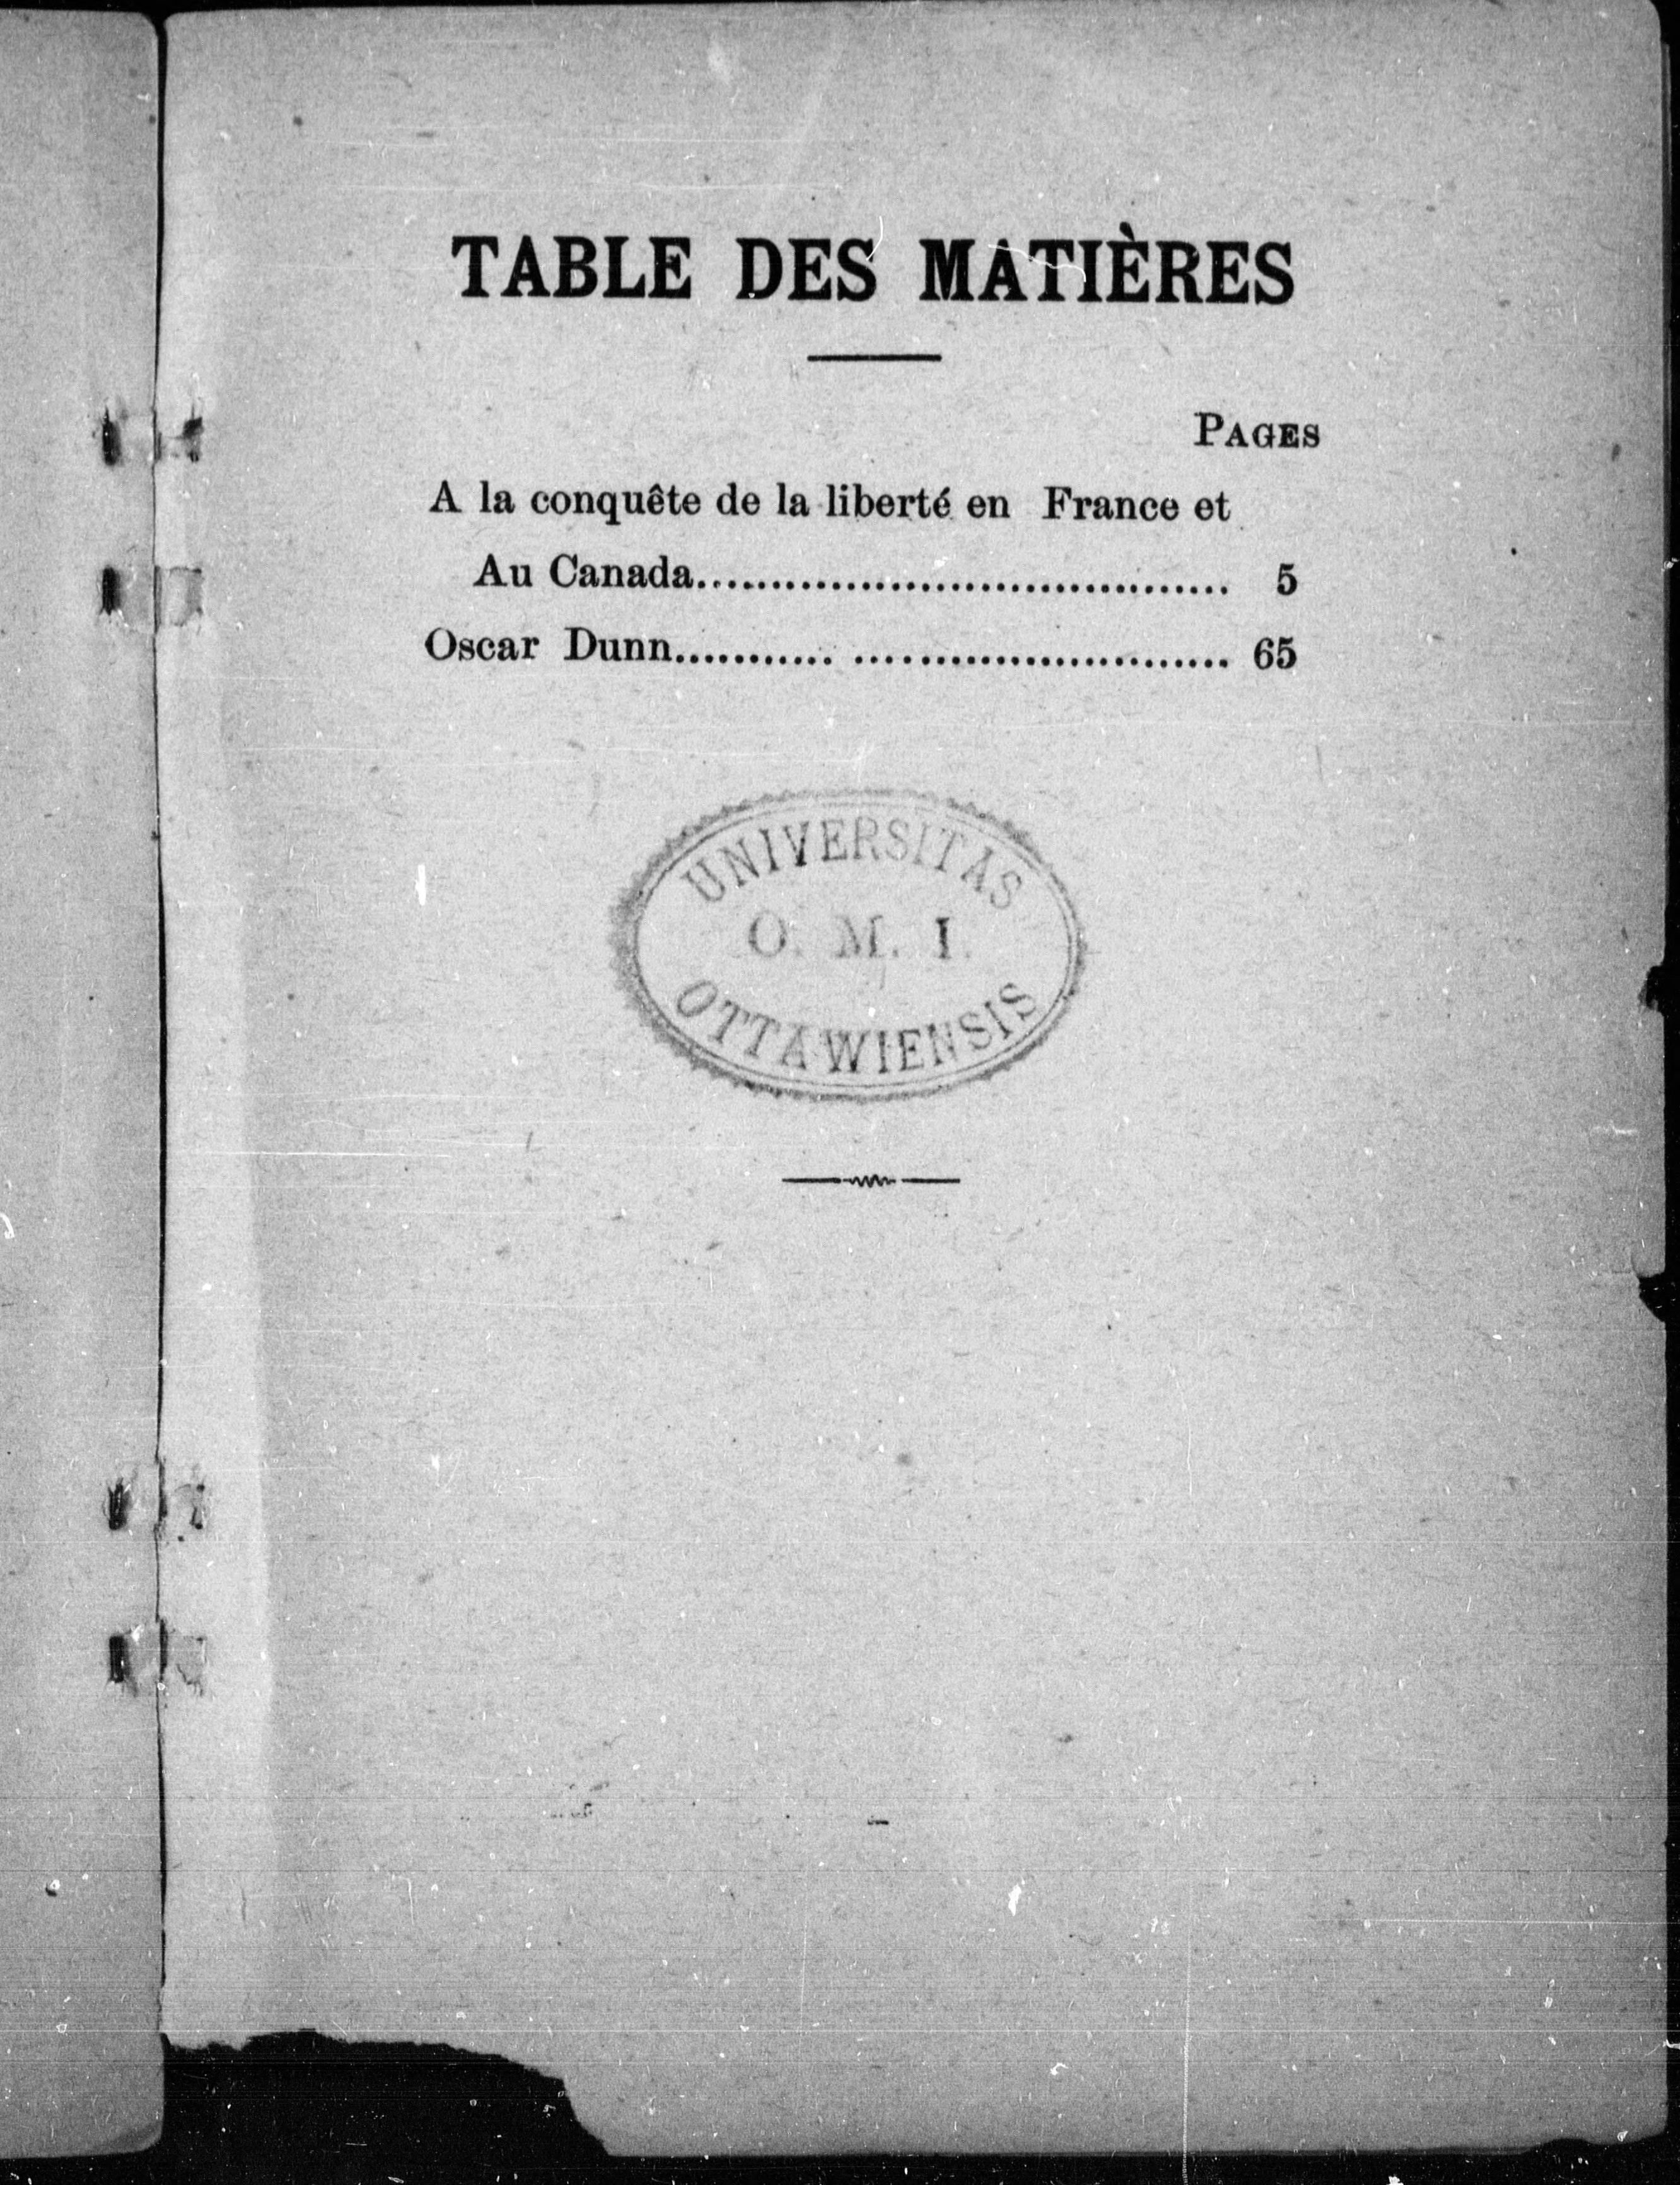 TABLE DES MATIÈRES
PAGES
A la conquête de la liberté en France et
Au Canada.................................... 5
Oscar Dunn........... .......................... 65
UNIVERSITAS
O. M. I.
OTTAWIENSIS